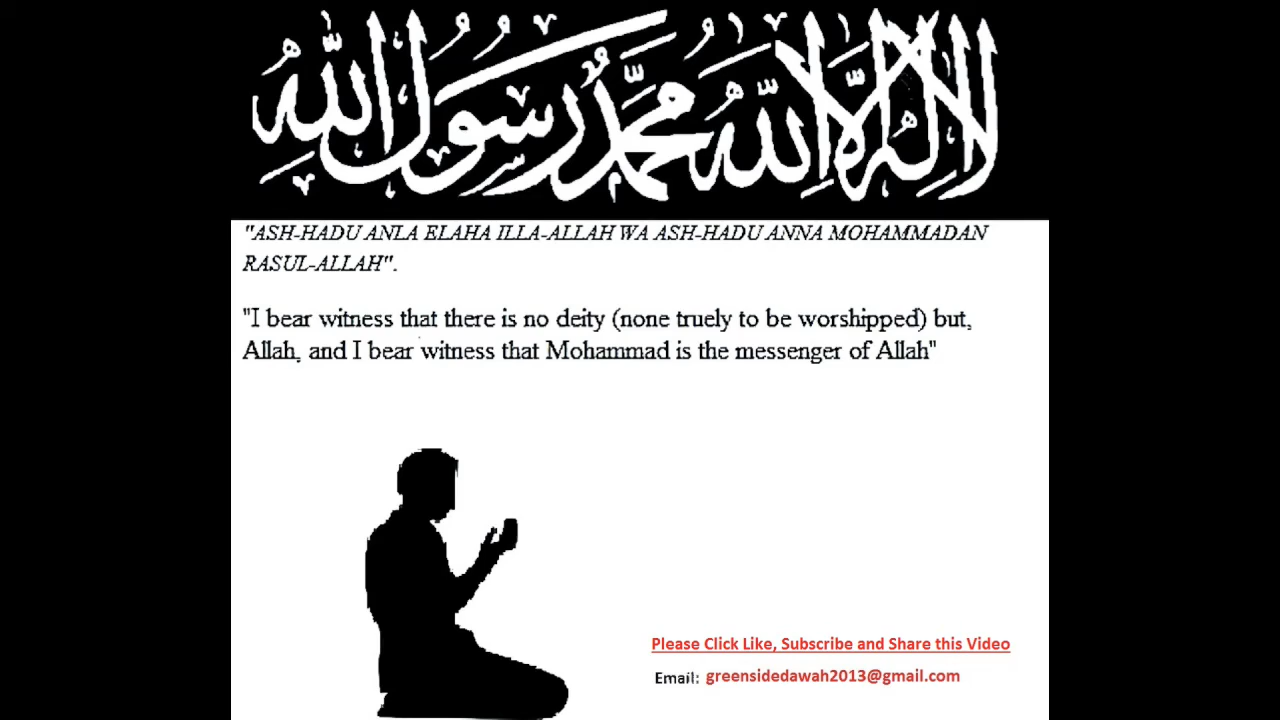 لا إله إلا الله محمد رسول الله
"ASH-HADU ANLA ELAHA ILLA-ALLAH WA ASH-HADU ANNA MOHAMMADAN
RASUL-ALLAH".
"I bear witness that there is no deity (none truely to be worshipped) but,
Allah, and I bear witness that Mohammad is the messenger of Allah"
Please Click Like, Subscribe and Share this Video
Email: greensidedawah2013@gmail.com